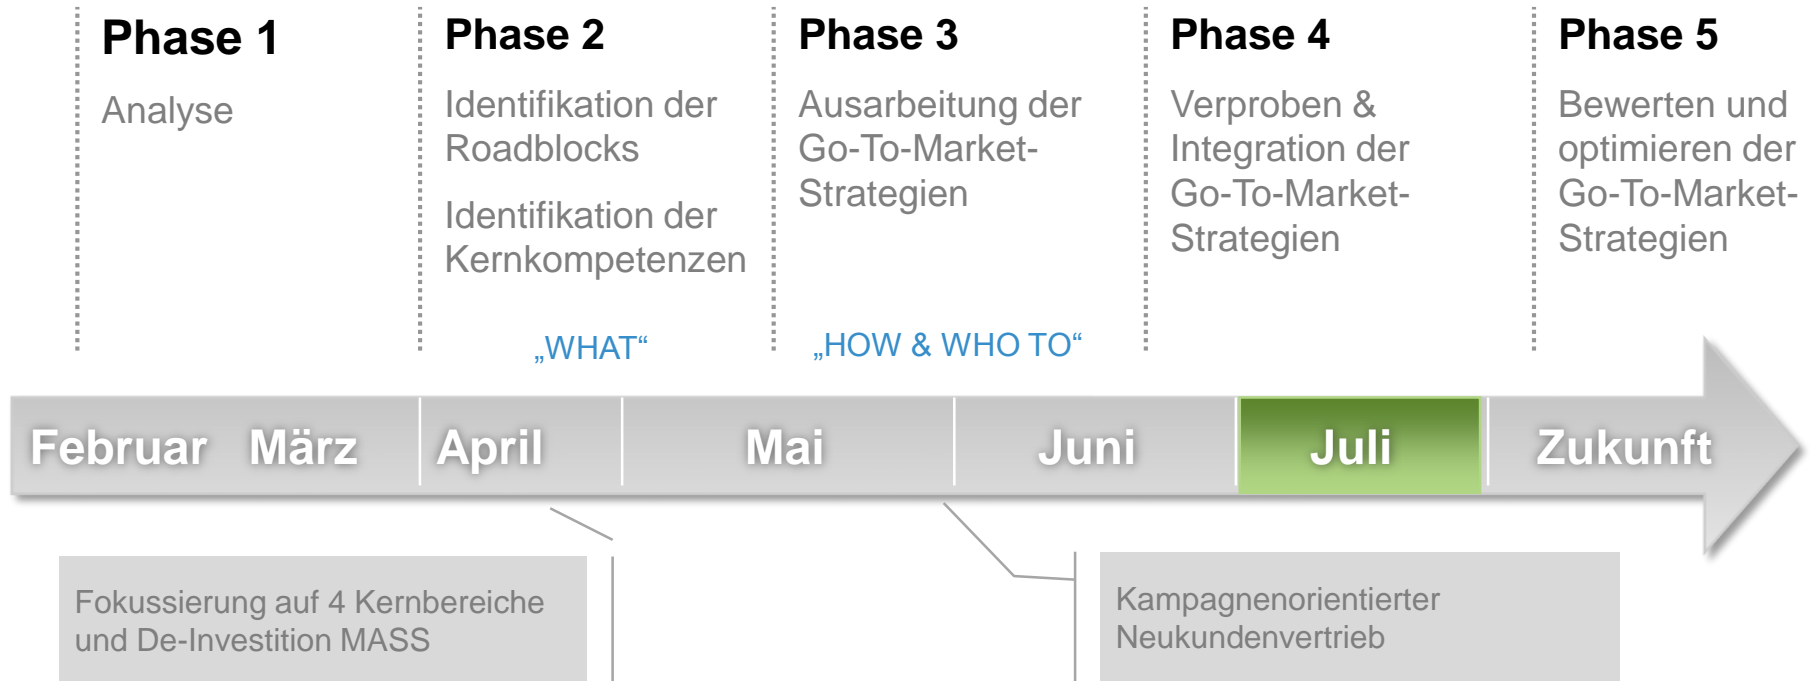 Phase 1
Analyse
Phase 2
Identifikation der
Roadblocks
Identifikation der
Kernkompetenzen
„WHAT“
Phase 3
Ausarbeitung der
Go-To-Market-
Strategien
„HOW & WHO TO“
Phase 4
Verproben &
Integration der
Go-To-Market-
Strategien
Phase 5
Bewerten und
optimieren der
Go-To-Market-
Strategien
Februar März April Mai Juni Juli Zukunft
Fokussierung auf 4 Kernbereiche
und De-Investition MASS
Kampagnenorientierter
Neukundenvertrieb